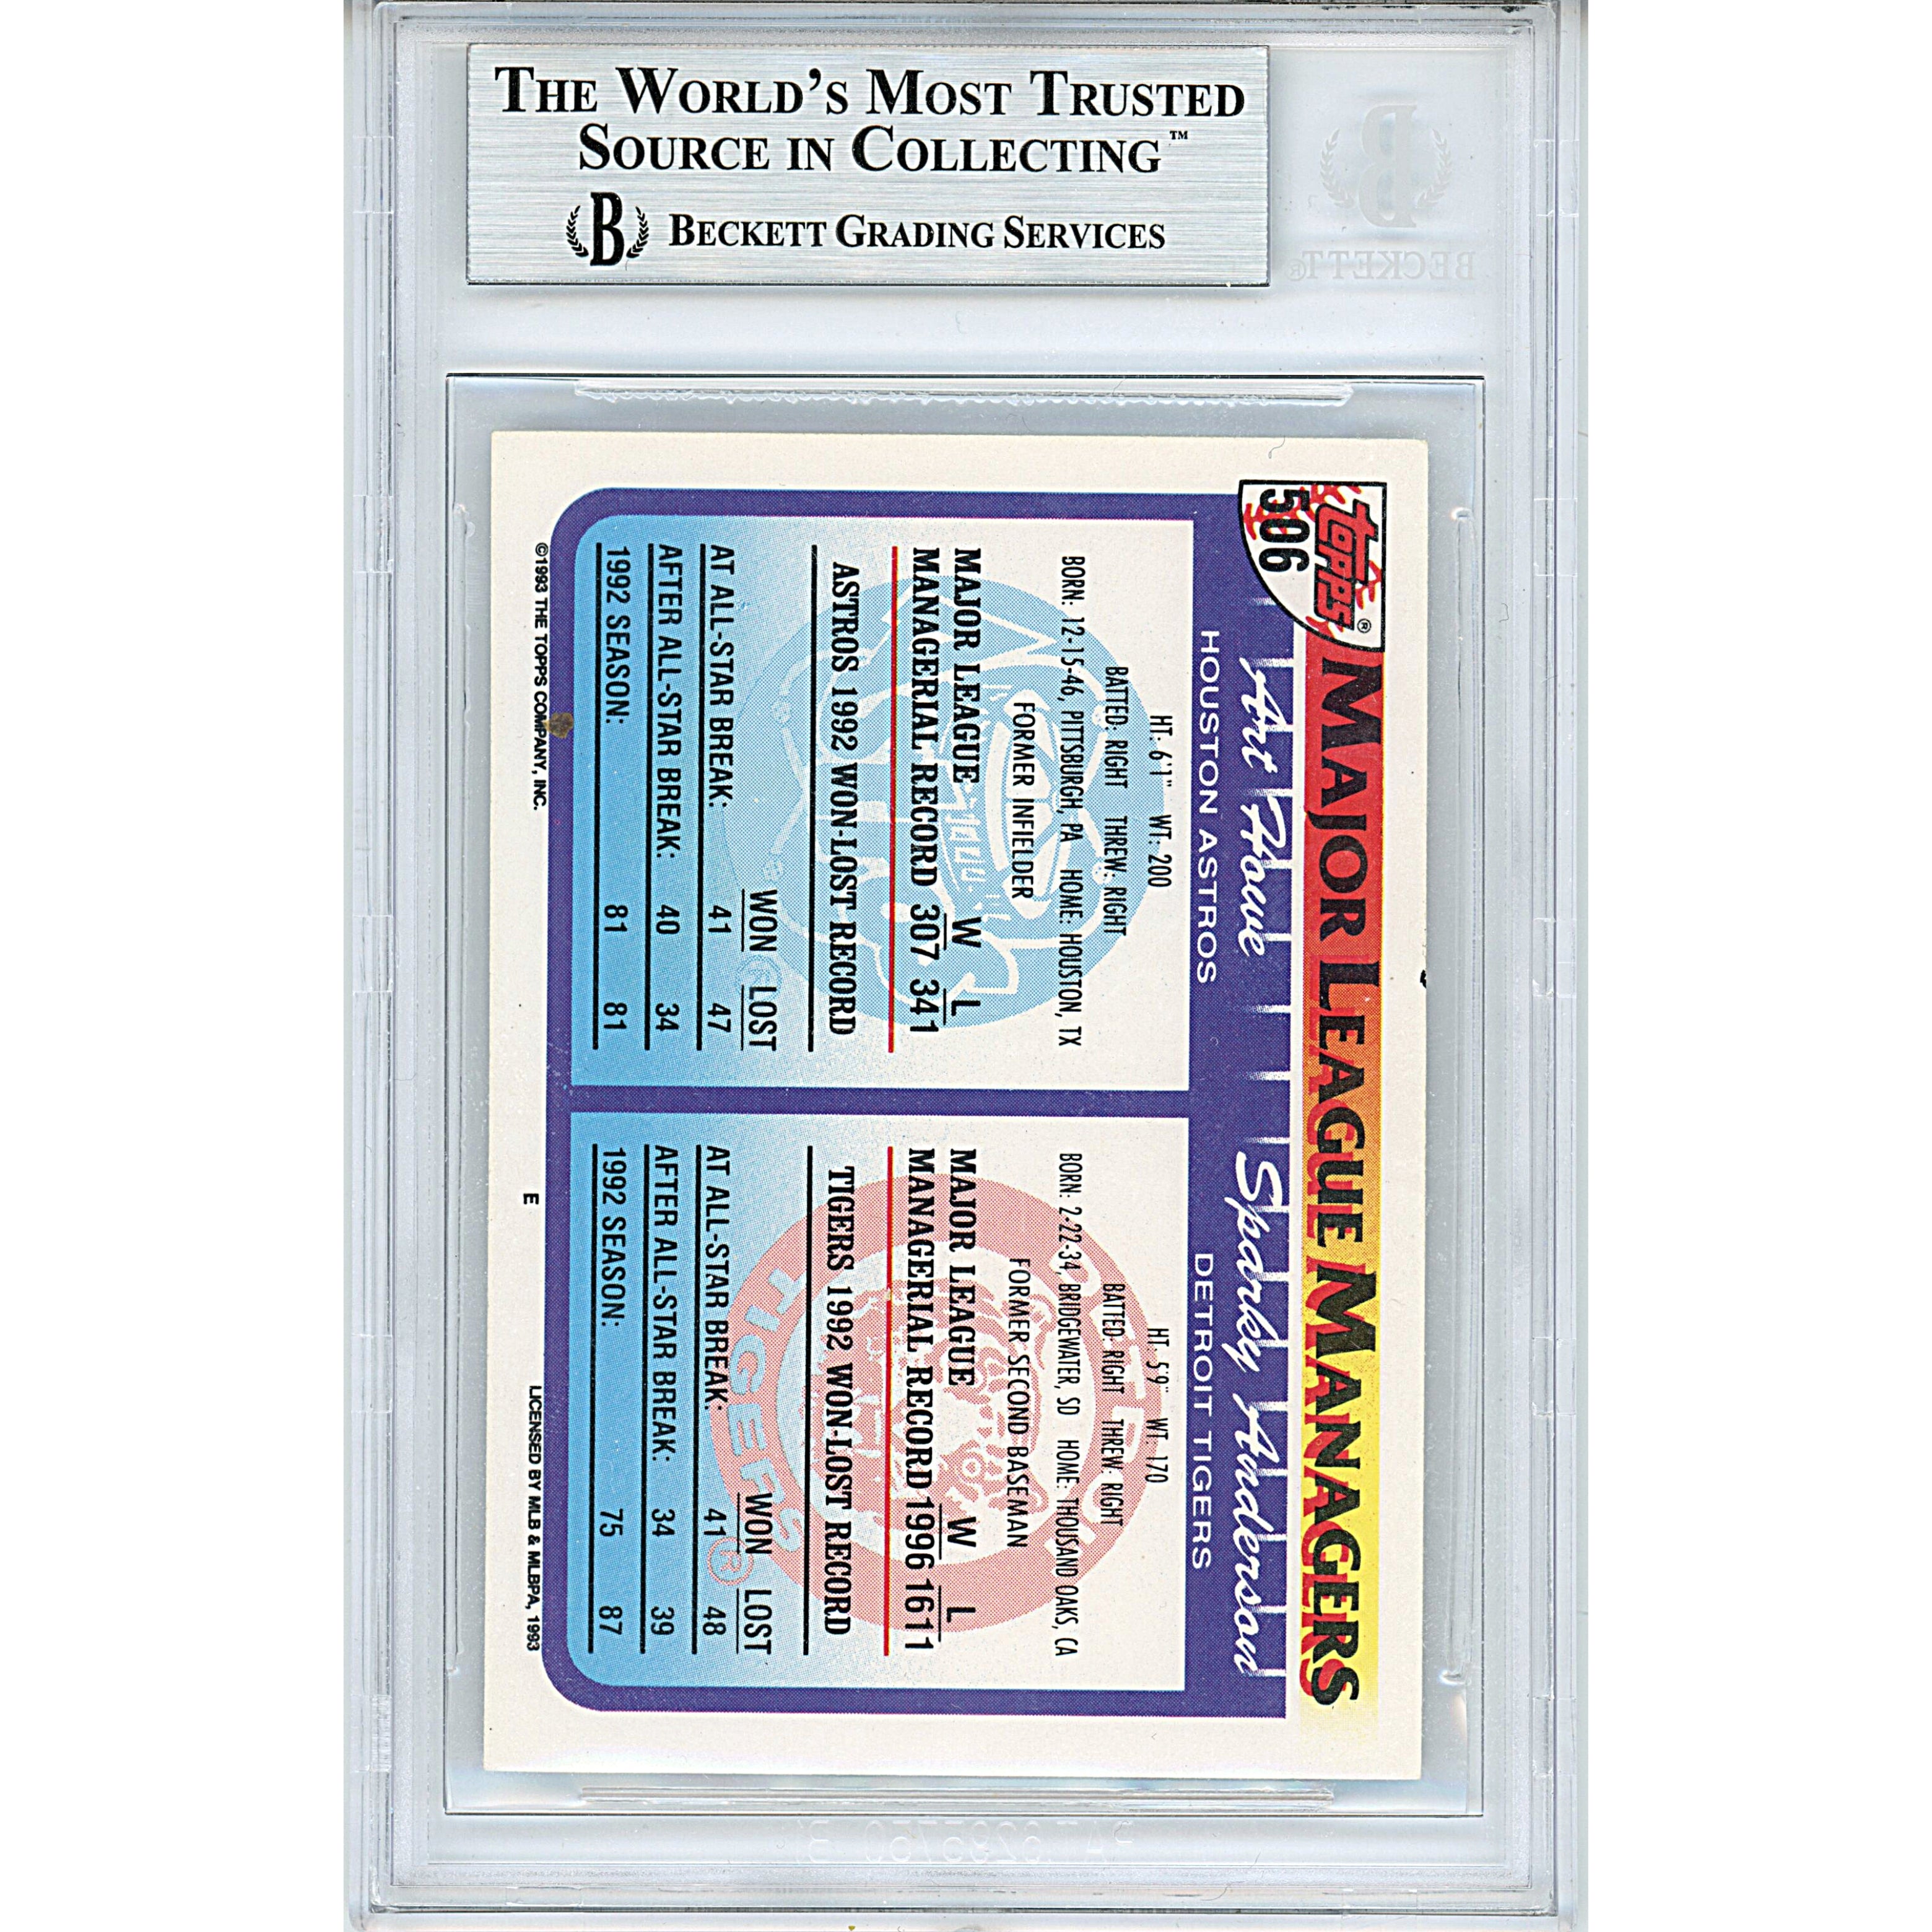 THE WORLD'S MOST TRUSTED
SOURCE IN COLLECTING™
B BECKETT GRADING SERVICES
B
BECKETT®
TOPPS®
506
MAJOR LEAGUE MANAGERS
Art Howe
HOUSTON ASTROS
HT: 6'1" WT: 200
BATTED: RIGHT THREW: RIGHT
BORN: 12-15-46, PITTSBURGH, PA HOME: HOUSTON, TX
FORMER INFIELDER
MAJOR LEAGUE W L
MANAGERIAL RECORD 307 341
ASTROS 1992 WON-LOST RECORD
WON LOST
AT ALL-STAR BREAK: 41 47
AFTER ALL-STAR BREAK: 40 34
1992 SEASON: 81 81
Sparky Anderson
DETROIT TIGERS
HT: 5'9" WT: 170
BATTED: RIGHT THREW: RIGHT
BORN: 2-22-34, BRIDGEWATER, SD HOME: THOUSAND OAKS, CA
FORMER SECOND BASEMAN
MAJOR LEAGUE W L
MANAGERIAL RECORD 1996 1611
TIGERS 1992 WON-LOST RECORD
WON LOST
AT ALL-STAR BREAK: 41 48
AFTER ALL-STAR BREAK: 34 39
1992 SEASON: 75 87
TIGERS
®
©1993 THE TOPPS COMPANY, INC.
E
LICENSED BY MLB & MLBPA, 1993